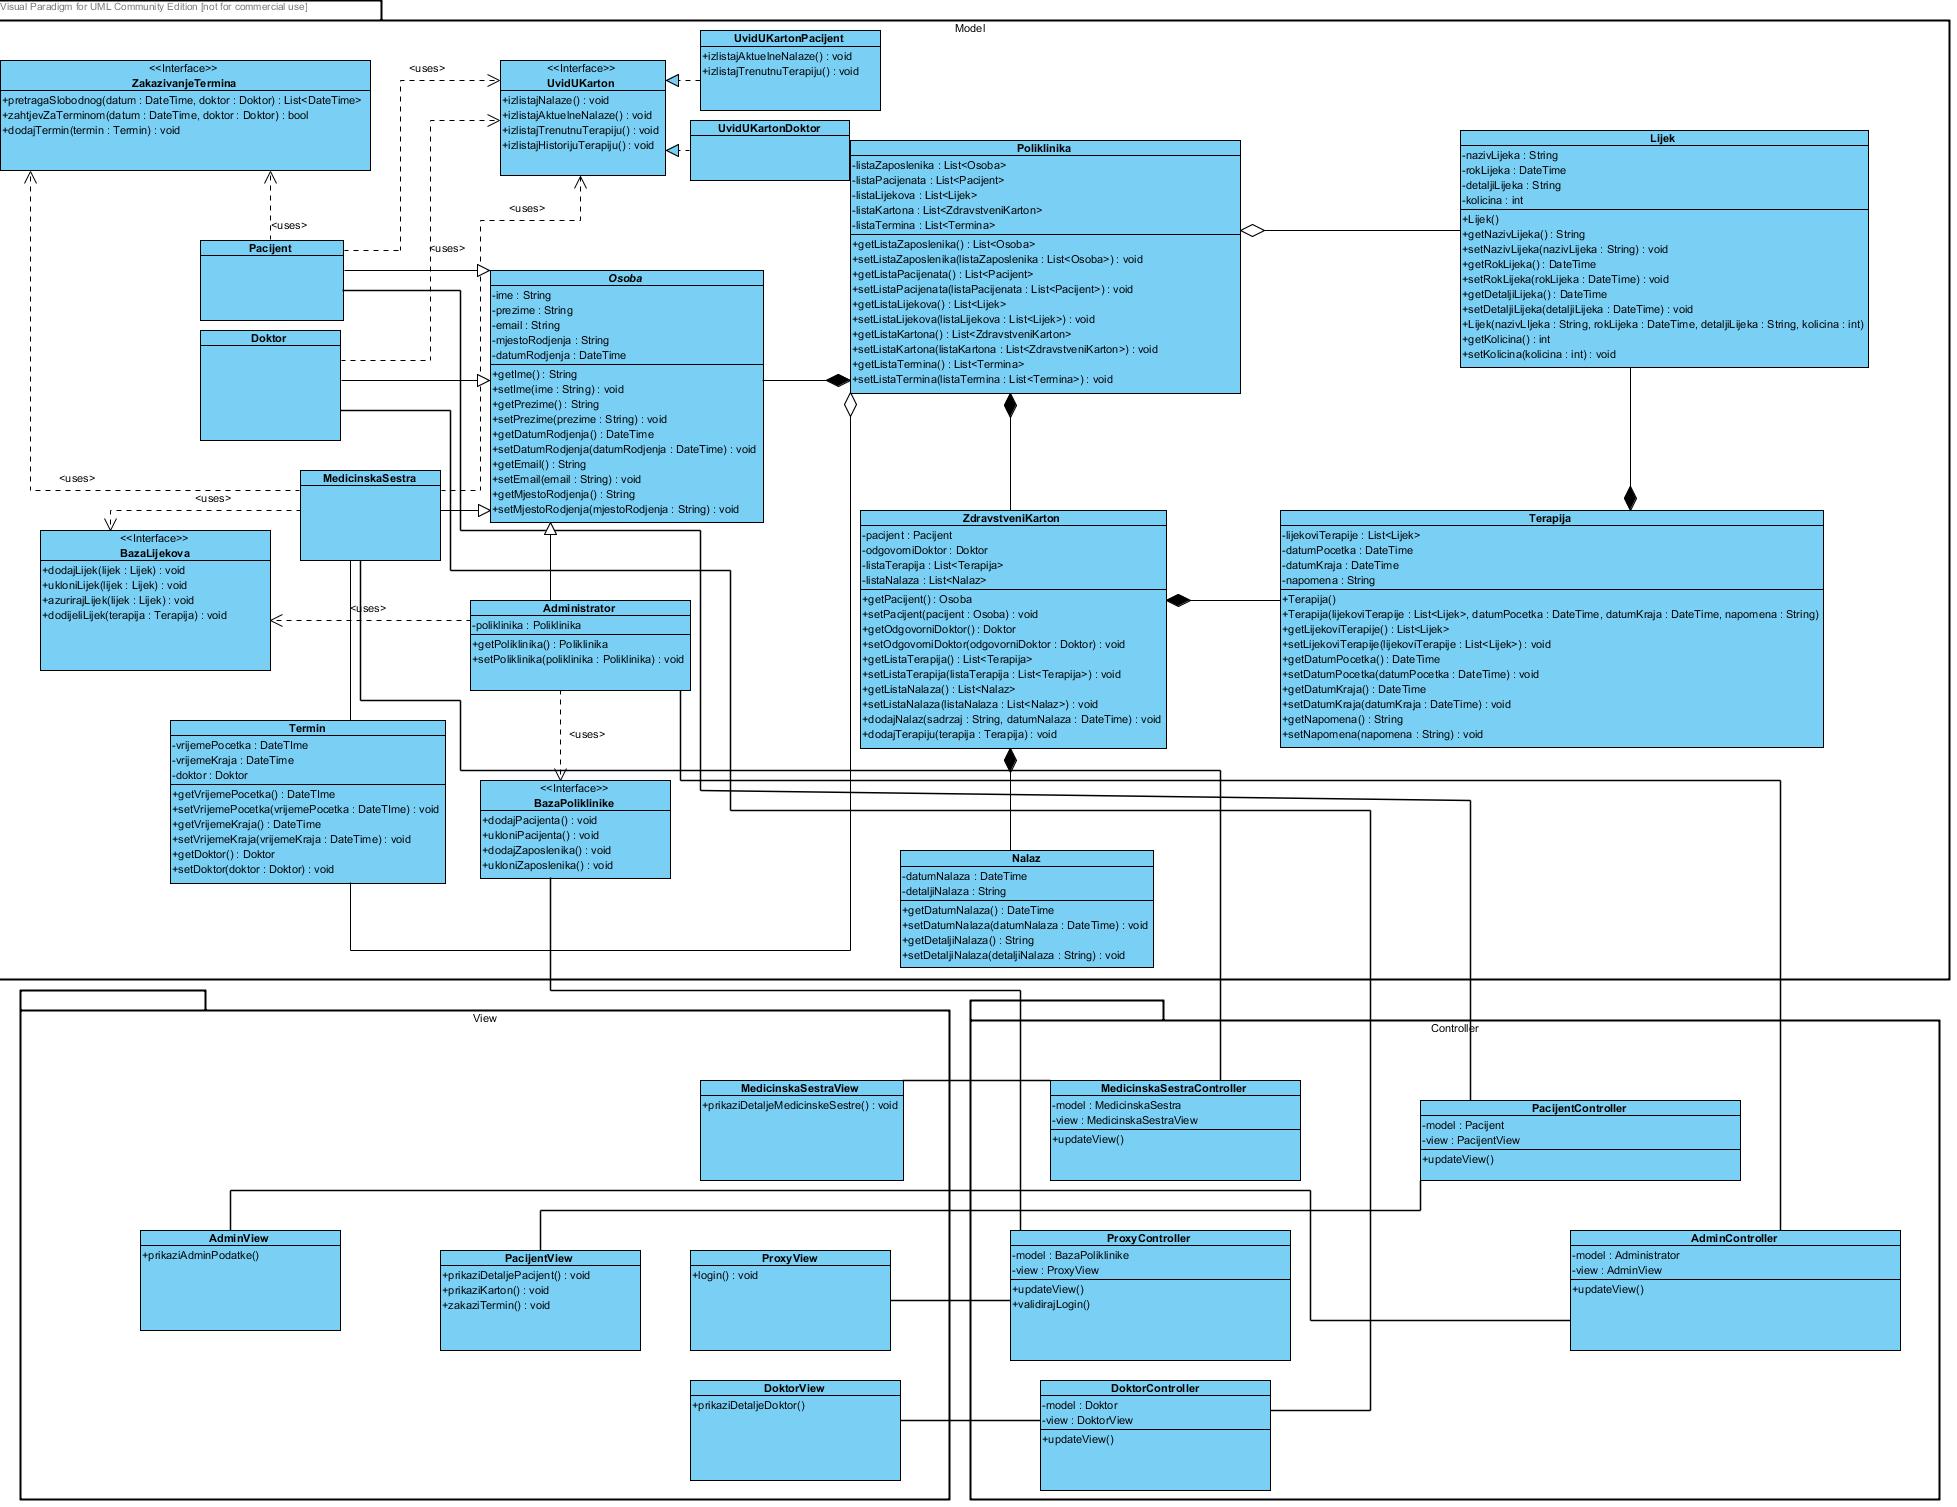 Visual Paradigm for UML Community Edition [not for commercial use]
Model
<<Interface>>
ZakazivanjeTermina
+pretragaSlobodnog(datum : DateTime, doktor : Doktor) : List<DateTime>
+zahtjevZaTerminom(datum : DateTime, doktor : Doktor) : bool
+dodajTermin(termin : Termin) : void
<uses>
<<Interface>>
UvidUKarton
+izlistajNalaze() : void
+izlistajAktuelneNalaze() : void
+izlistajTrenutnuTerapiju() : void
+izlistajHistorijuTerapiju() : void
UvidUKartonPacijent
+izlistajAktuelneNalaze() : void
+izlistajTrenutnuTerapiju() : void
UvidUKartonDoktor
Poliklinika
-listaZaposlenika : List<Osoba>
-listaPacijenata : List<Pacijent>
-listaLijekova : List<Lijek>
-listaKartona : List<ZdravstveniKarton>
-listaTermina : List<Termina>
+getListaZaposlenika() : List<Osoba>
+setListaZaposlenika(listaZaposlenika : List<Osoba>) : void
+getListaPacijenata() : List<Pacijent>
+setListaPacijenata(listaPacijenata : List<Pacijent>) : void
+getListaLijekova() : List<Lijek>
+setListaLijekova(listaLijekova : List<Lijek>) : void
+getListaKartona() : List<ZdravstveniKarton>
+setListaKartona(listaKartona : List<ZdravstveniKarton>) : void
+getListaTermina() : List<Termina>
+setListaTermina(listaTermina : List<Termina>) : void
Lijek
-nazivLijeka : String
-rokLijeka : DateTime
-detaljiLijeka : String
-kolicina : int
+Lijek()
+getNazivLijeka() : String
+setNazivLijeka(nazivLijeka : String) : void
+getRokLijeka() : DateTime
+setRokLijeka(rokLijeka : DateTime) : void
+getDetaljiLijeka() : DateTime
+setDetaljiLijeka(detaljiLijeka : DateTime) : void
+Lijek(nazivLIjeka : String, rokLijeka : DateTime, detaljiLijeka : String, kolicina : int)
+getKolicina() : int
+setKolicina(kolicina : int) : void
<uses>
<uses>
<uses>
Pacijent
Doktor
Osoba
-ime : String
-prezime : String
-email : String
-mjestoRodjenja : String
-datumRodjenja : DateTime
+getIme() : String
+setIme(ime : String) : void
+getPrezime() : String
+setPrezime(prezime : String) : void
+getDatumRodjenja() : DateTime
+setDatumRodjenja(datumRodjenja : DateTime) : void
+getEmail() : String
+setEmail(email : String) : void
+getMjestoRodjenja() : String
+setMjestoRodjenja(mjestoRodjenja : String) : void
<uses>
<uses>
MedicinskaSestra
<<Interface>>
BazaLijekova
+dodajLijek(lijek : Lijek) : void
+ukloniLijek(lijek : Lijek) : void
+azurirajLijek(lijek : Lijek) : void
+dodijeliLijek(terapija : Terapija) : void
<uses>
Administrator
-poliklinika : Poliklinika
+getPoliklinika() : Poliklinika
+setPoliklinika(poliklinika : Poliklinika) : void
<uses>
ZdravstveniKarton
-pacijent : Pacijent
-odgovorniDoktor : Doktor
-listaTerapija : List<Terapija>
-listaNalaza : List<Nalaz>
+getPacijent() : Osoba
+setPacijent(pacijent : Osoba) : void
+getOdgovorniDoktor() : Doktor
+setOdgovorniDoktor(odgovorniDoktor : Doktor) : void
+getListaTerapija() : List<Terapija>
+setListaTerapija(listaTerapija : List<Terapija>) : void
+getListaNalaza() : List<Nalaz>
+setListaNalaza(listaNalaza : List<Nalaz>) : void
+dodajNalaz(sadrzaj : String, datumNalaza : DateTime) : void
+dodajTerapiju(terapija : Terapija) : void
Terapija
-lijekoviTerapije : List<Lijek>
-datumPocetka : DateTime
-datumKraja : DateTime
-napomena : String
+Terapija()
+Terapija(lijekoviTerapije : List<Lijek>, datumPocetka : DateTime, datumKraja : DateTime, napomena : String)
+getLijekoviTerapije() : List<Lijek>
+setLijekoviTerapije(lijekoviTerapije : List<Lijek>) : void
+getDatumPocetka() : DateTime
+setDatumPocetka(datumPocetka : DateTime) : void
+getDatumKraja() : DateTime
+setDatumKraja(datumKraja : DateTime) : void
+getNapomena() : String
+setNapomena(napomena : String) : void
Termin
-vrijemePocetka : DateTIme
-vrijemeKraja : DateTime
-doktor : Doktor
+getVrijemePocetka() : DateTIme
+setVrijemePocetka(vrijemePocetka : DateTIme) : void
+getVrijemeKraja() : DateTime
+setVrijemeKraja(vrijemeKraja : DateTime) : void
+getDoktor() : Doktor
+setDoktor(doktor : Doktor) : void
<<Interface>>
BazaPoliklinike
+dodajPacijenta() : void
+ukloniPacijenta() : void
+dodajZaposlenika() : void
+ukloniZaposlenika() : void
Nalaz
-datumNalaza : DateTime
-detaljiNalaza : String
+getDatumNalaza() : DateTime
+setDatumNalaza(datumNalaza : DateTime) : void
+getDetaljiNalaza() : String
+setDetaljiNalaza(detaljiNalaza : String) : void
View
Controller
MedicinskaSestraView
+prikaziDetaljeMedicinskeSestre() : void
MedicinskaSestraController
-model : MedicinskaSestra
-view : MedicinskaSestraView
+updateView()
PacijentController
-model : Pacijent
-view : PacijentView
+updateView()
AdminView
+prikaziAdminPodatke()
PacijentView
+prikaziDetaljePacijent() : void
+prikaziKarton() : void
+zakaziTermin() : void
ProxyView
+login() : void
ProxyController
-model : BazaPoliklinike
-view : ProxyView
+updateView()
+validirajLogin()
AdminController
-model : Administrator
-view : AdminView
+updateView()
DoktorView
+prikaziDetaljeDoktor()
DoktorController
-model : Doktor
-view : DoktorView
+updateView()